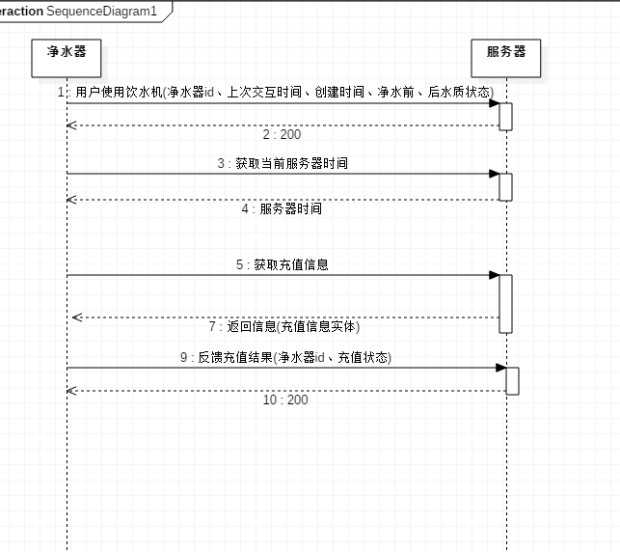 eraction SequenceDiagram1
净水器
服务器
1 : 用户使用饮水机(净水器id、上次交互时间、创建时间、净水前、后水质状态)
2 : 200
3 : 获取当前服务器时间
4 : 服务器时间
5 : 获取充值信息
7 : 返回信息(充值信息实体)
9 : 反馈充值结果(净水器id、充值状态)
10 : 200